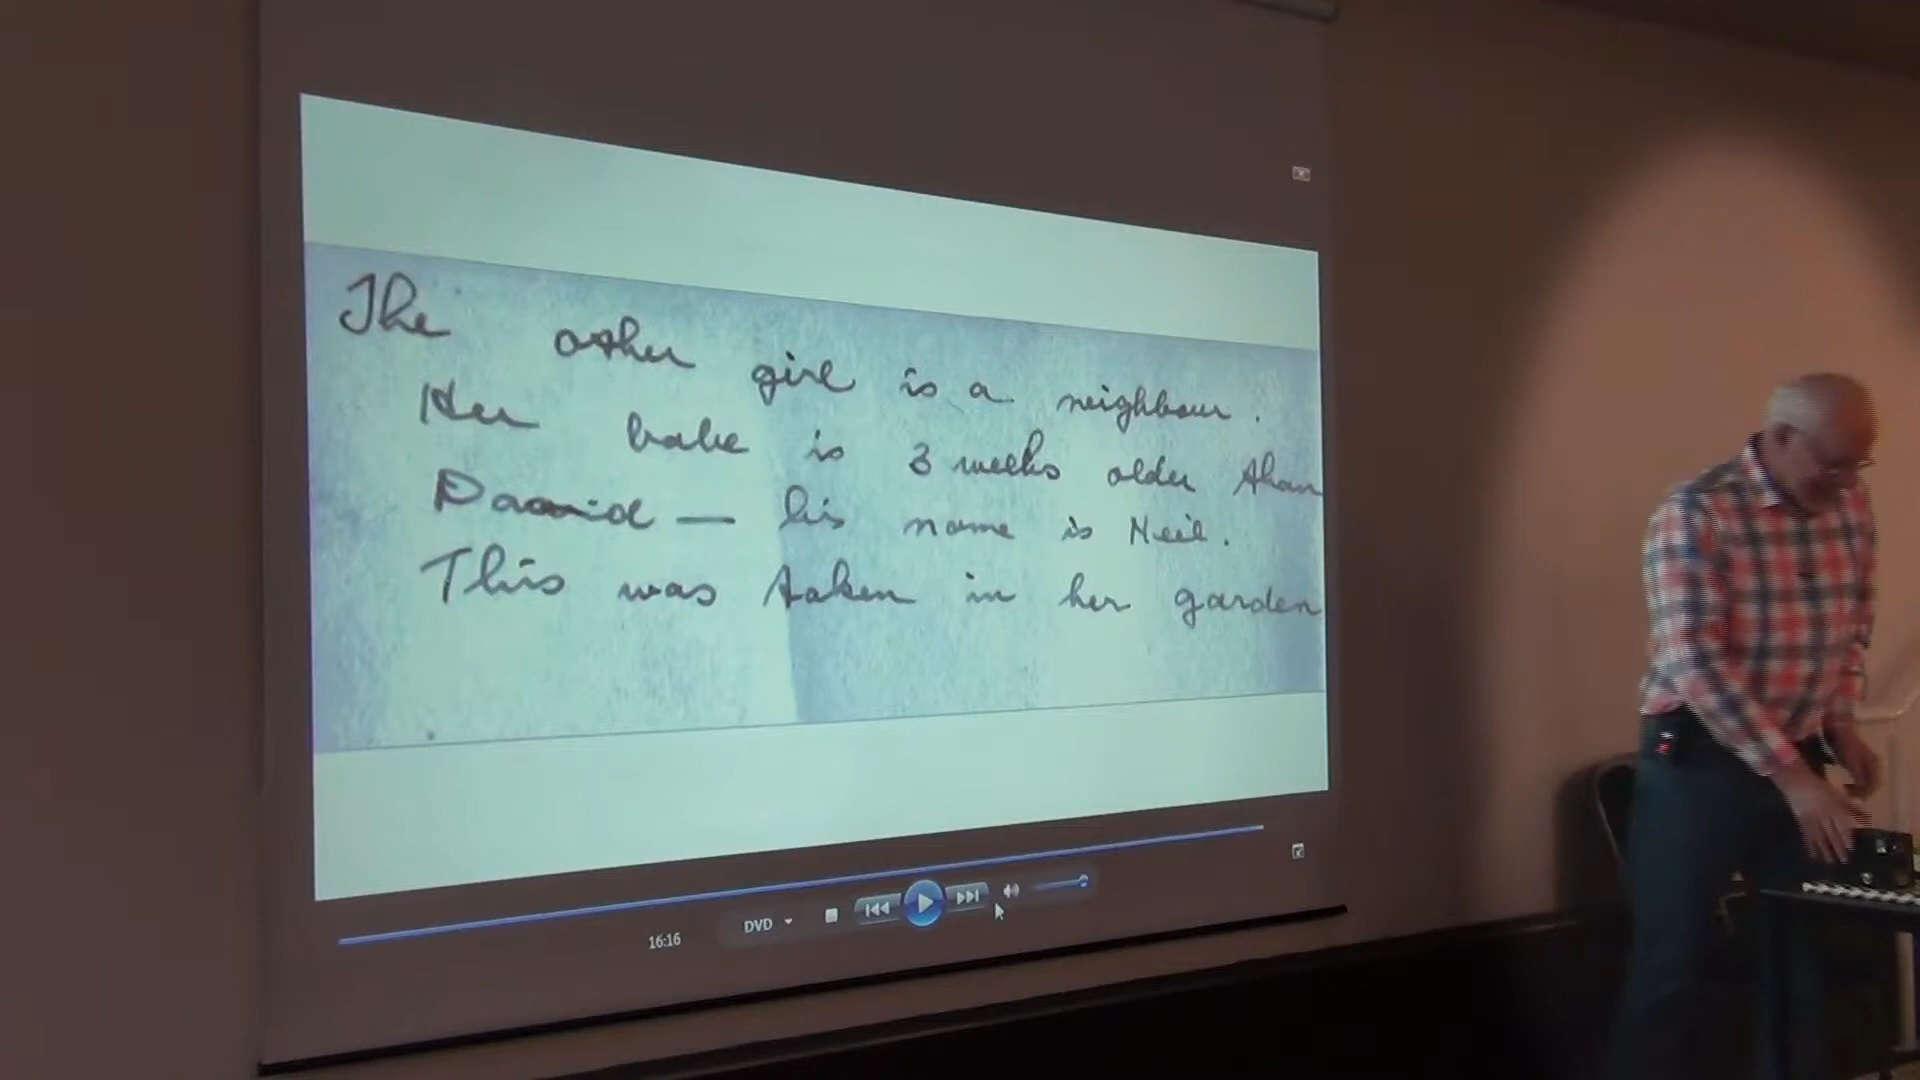 The other girl is a neighbour.
Her babe is 3 weeks older than
David — his name is Neil.
This was taken in her garden
16:16
DVD